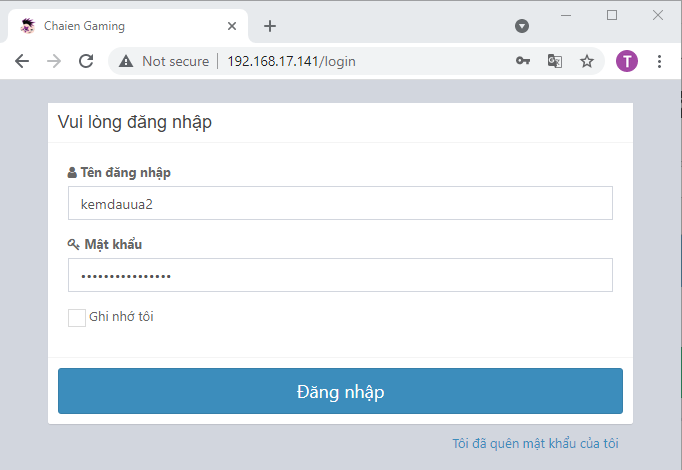 Chaien Gaming
Not secure 192.168.17.141/login
T
Vui lòng đăng nhập
Tên đăng nhập
kemdauua2
Mật khẩu
••••••••••••••••
Ghi nhớ tôi
Đăng nhập
Tôi đã quên mật khẩu của tôi